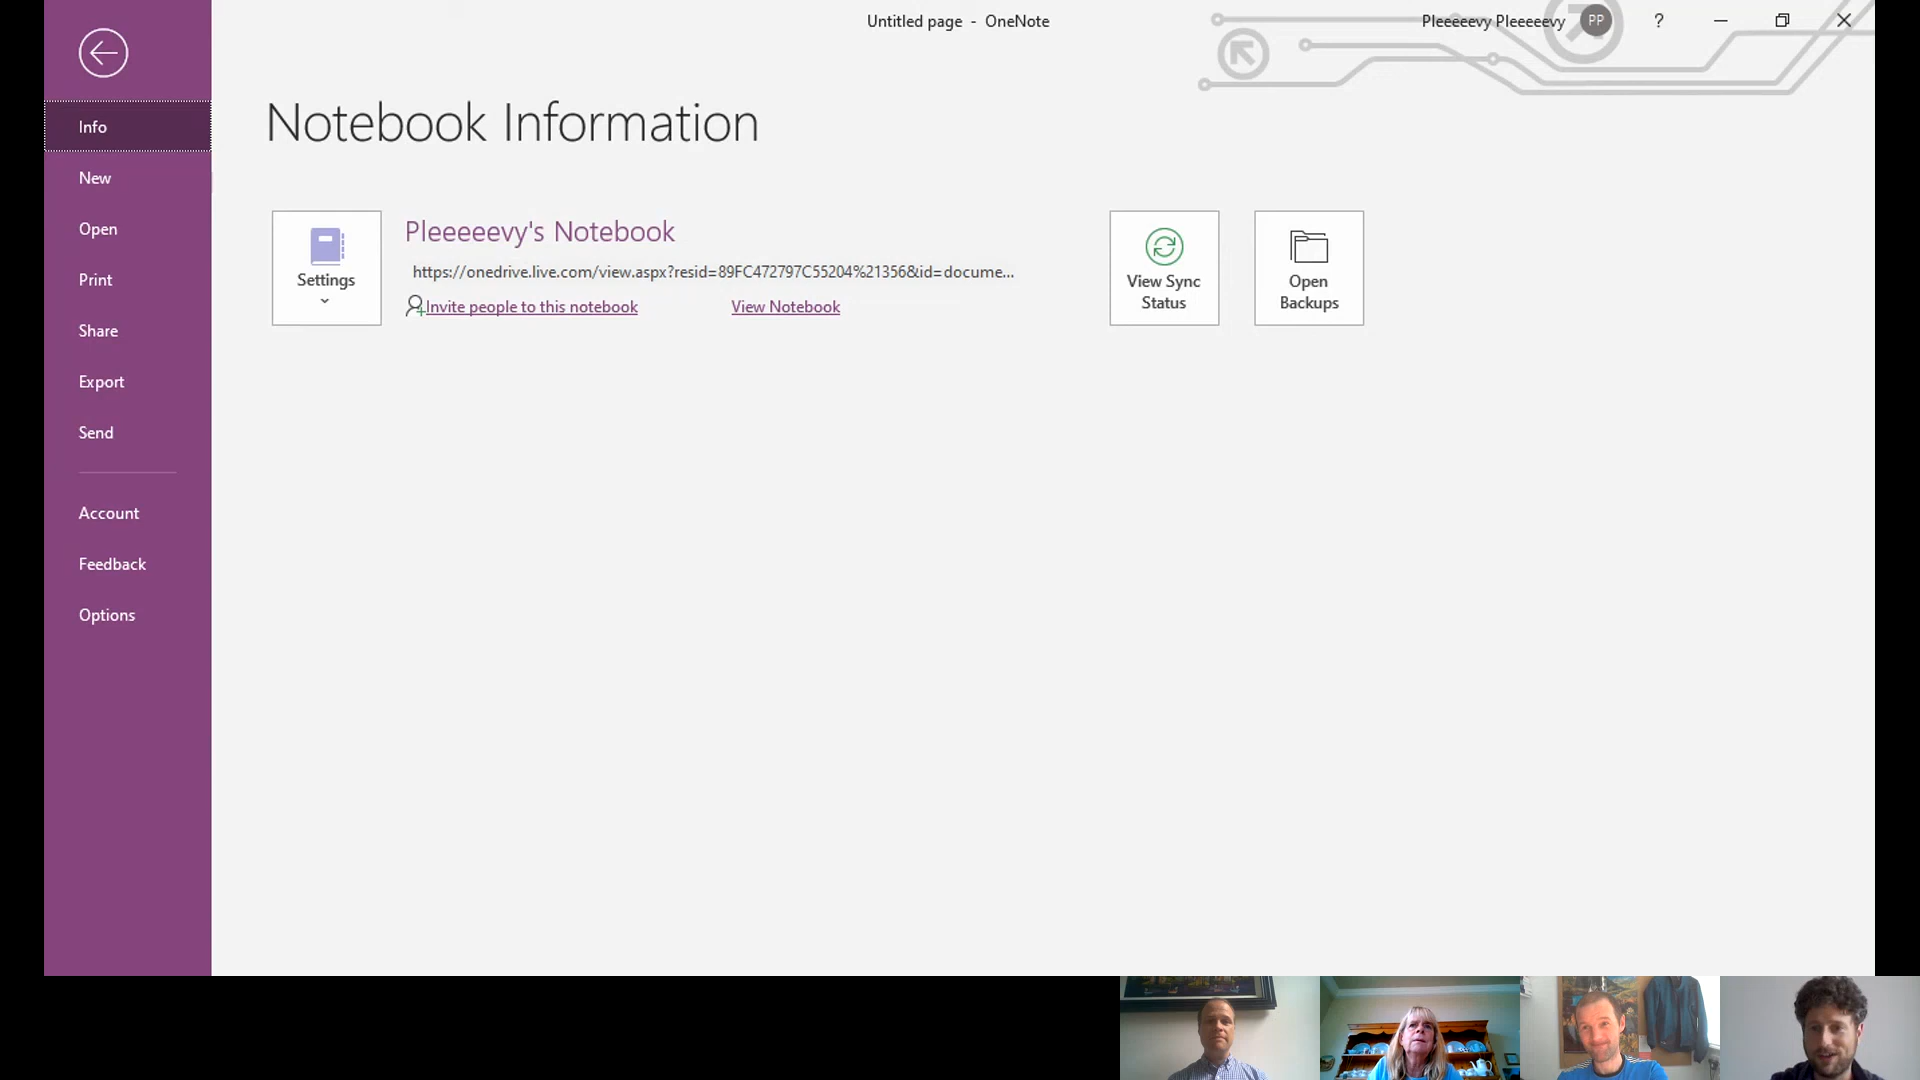 Untitled page - OneNote
Pleeeeevy Pleeeeevy
PP
?
Info
New
Open
Print
Share
Export
Send
Account
Feedback
Options
Notebook Information
Settings
Pleeeeevy's Notebook
https://onedrive.live.com/view.aspx?resid=89FC472797C55204%21356&id=docume...
Invite people to this notebook
View Notebook
View Sync
Status
Open
Backups